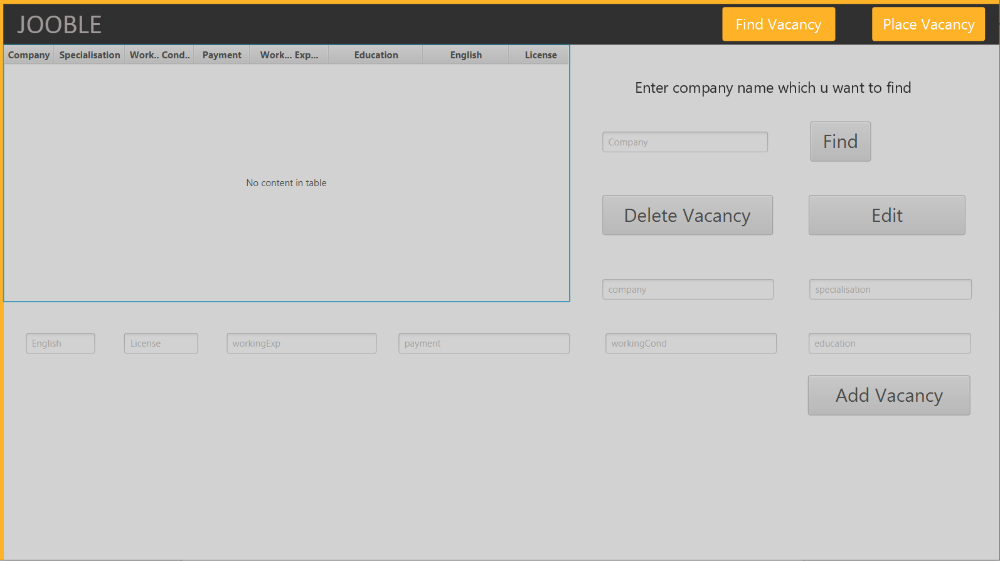 JOOBLE
Find Vacancy
Place Vacancy
Company Specialisation Work.. Cond.. Payment Work... Exp... Education English License
No content in table
Enter company name which u want to find
Company
Find
Delete Vacancy
Edit
company
specialisation
English
License
workingExp
payment
workingCond
education
Add Vacancy